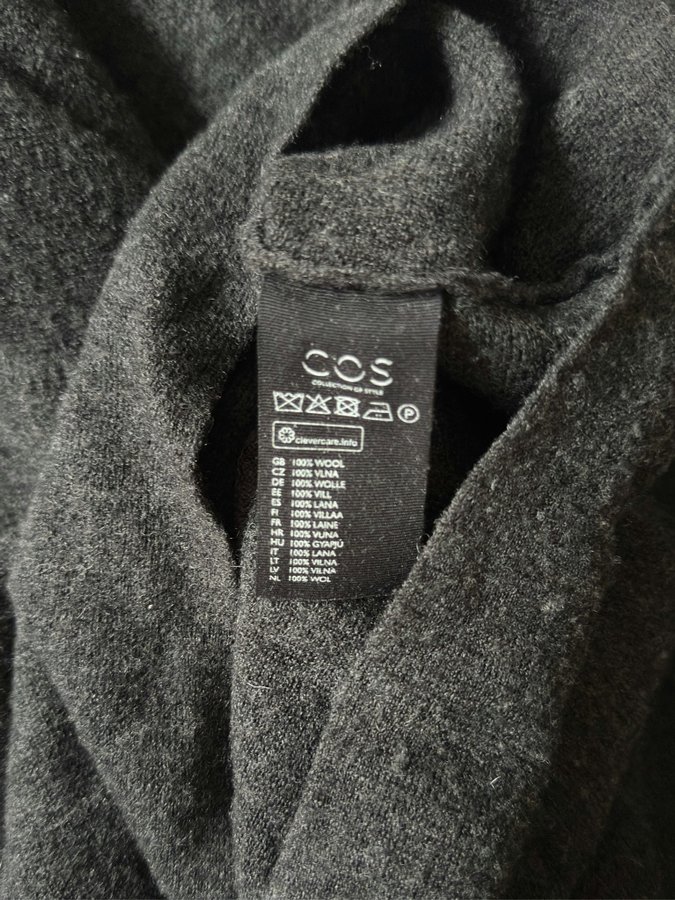 COS
COLLECTION OF STYLE
P
clevercare.info
GB 100% WOOL
CZ 100% VLNA
DE 100% WOLLE
EE 100% VILL
ES 100% LANA
FI 100% VILLAA
FR 100% LAINE
HR 100% VUNA
HU 100% GYAPJÚ
IT 100% LANA
LT 100% VILNA
LV 100% VILNA
NL 100% WOL